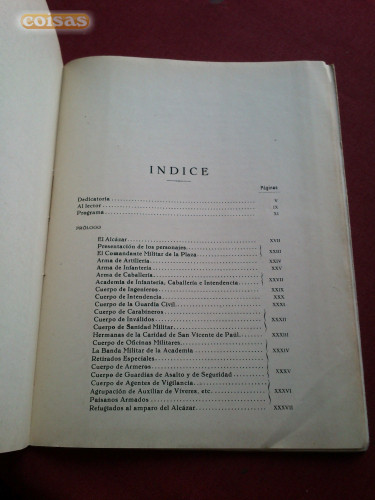 coisas
INDICE
Páginas
Dedicatoria V
Al lector IX
Programa XI
PRÓLOGO
El Alcázar XVII
Presentación de los personajes
El Comandante Militar de la Plaza XXIII
Arma de Artillería XXIV
Arma de Infantería XXV
Arma de Caballería
Academia de Infantería, Caballería e Intendencia XXXII
Cuerpo de Ingenieros XXIX
Cuerpo de Intendencia XXX
Cuerpo de la Guardia Civil XXXI
Cuerpo de Carabineros
Cuerpo de Inválidos XXXII
Cuerpo de Sanidad Militar
Hermanas de la Caridad de San Vicente de Paúl XXXIII
Cuerpo de Oficinas Militares
La Banda Militar de la Academia XXXIV
Retirados Especiales
Cuerpo de Armeros
Cuerpo de Guardias de Asalto y de Seguridad XXXV
Cuerpo de Agentes de Vigilancia
Agrupación de Auxiliar de Víveres, etc. XXXVI
Paisanos Armados
Refugiados al amparo del Alcázar XXXVII